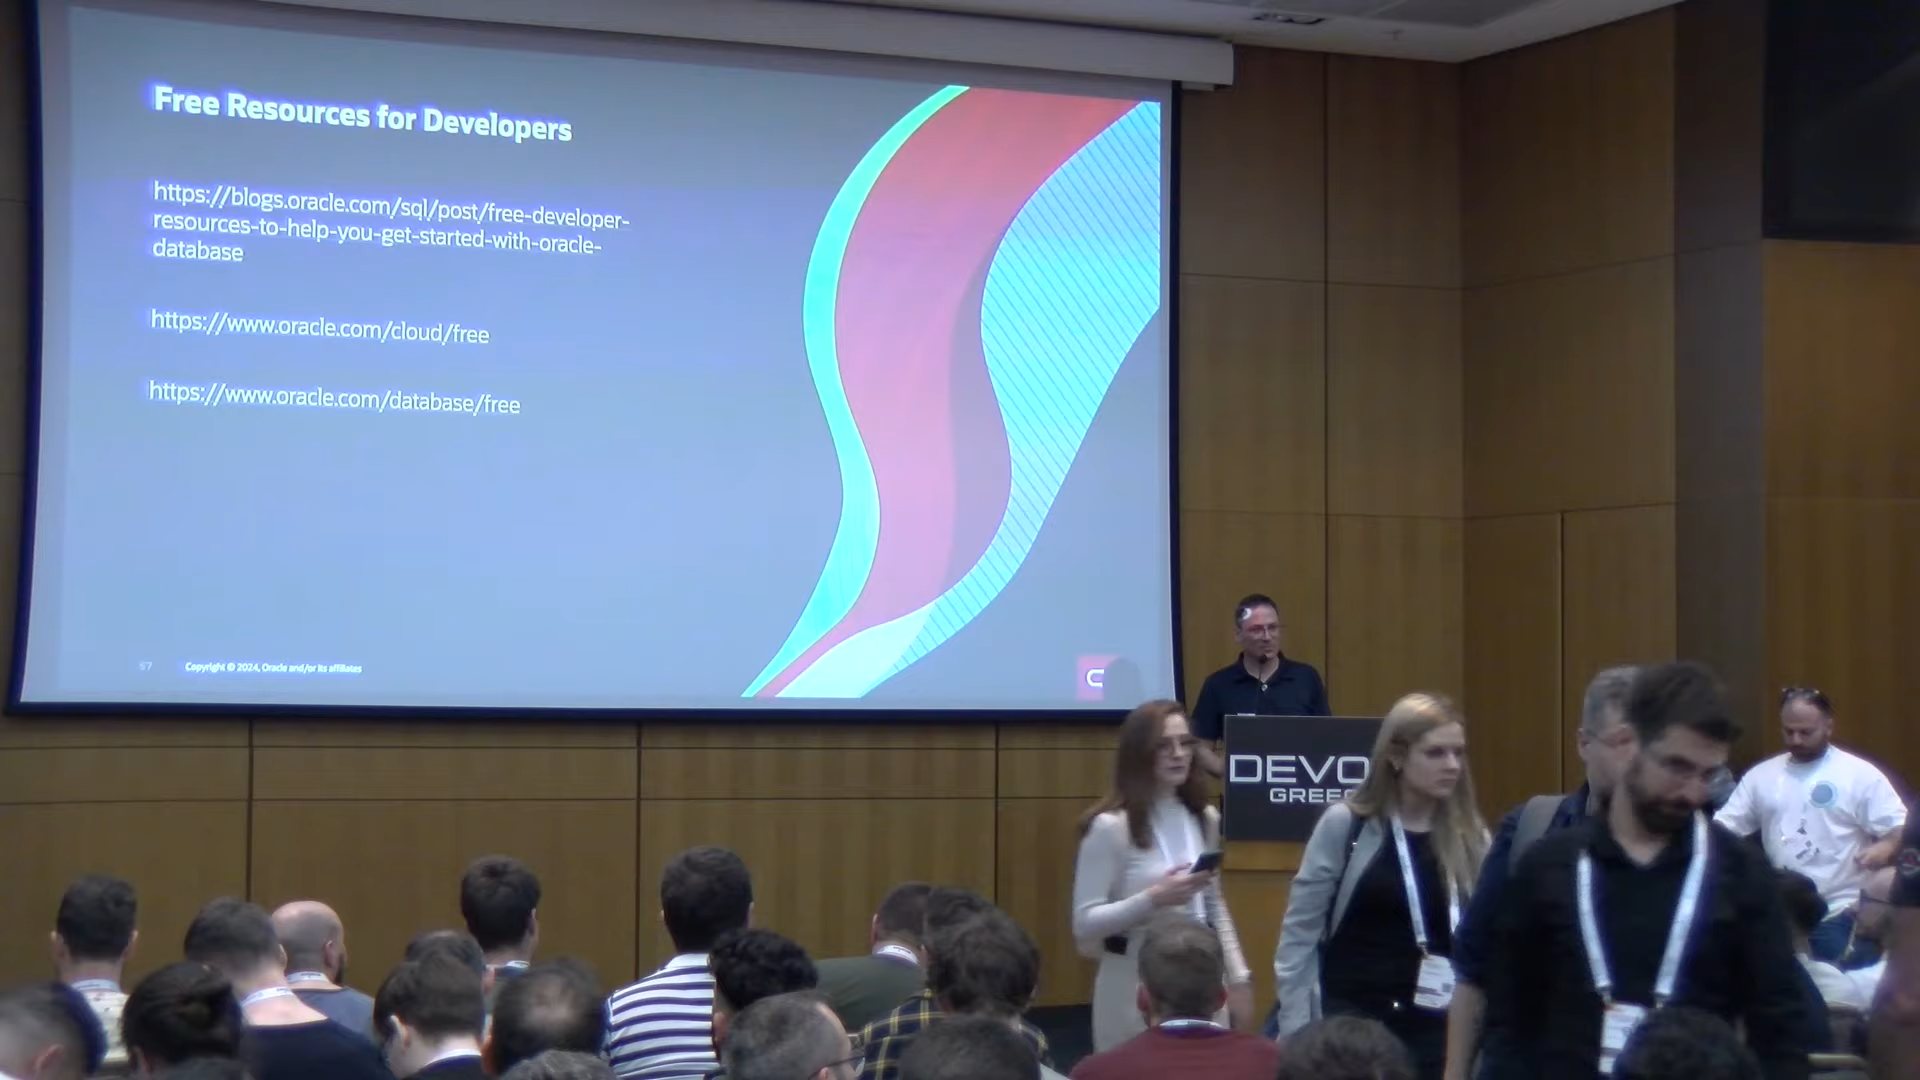 Free Resources for Developers
https://blogs.oracle.com/sql/post/free-developer-
resources-to-help-you-get-started-with-oracle-
database
https://www.oracle.com/cloud/free
https://www.oracle.com/database/free
57 Copyright © 2024, Oracle and/or its affiliates
DEVO
GREEC